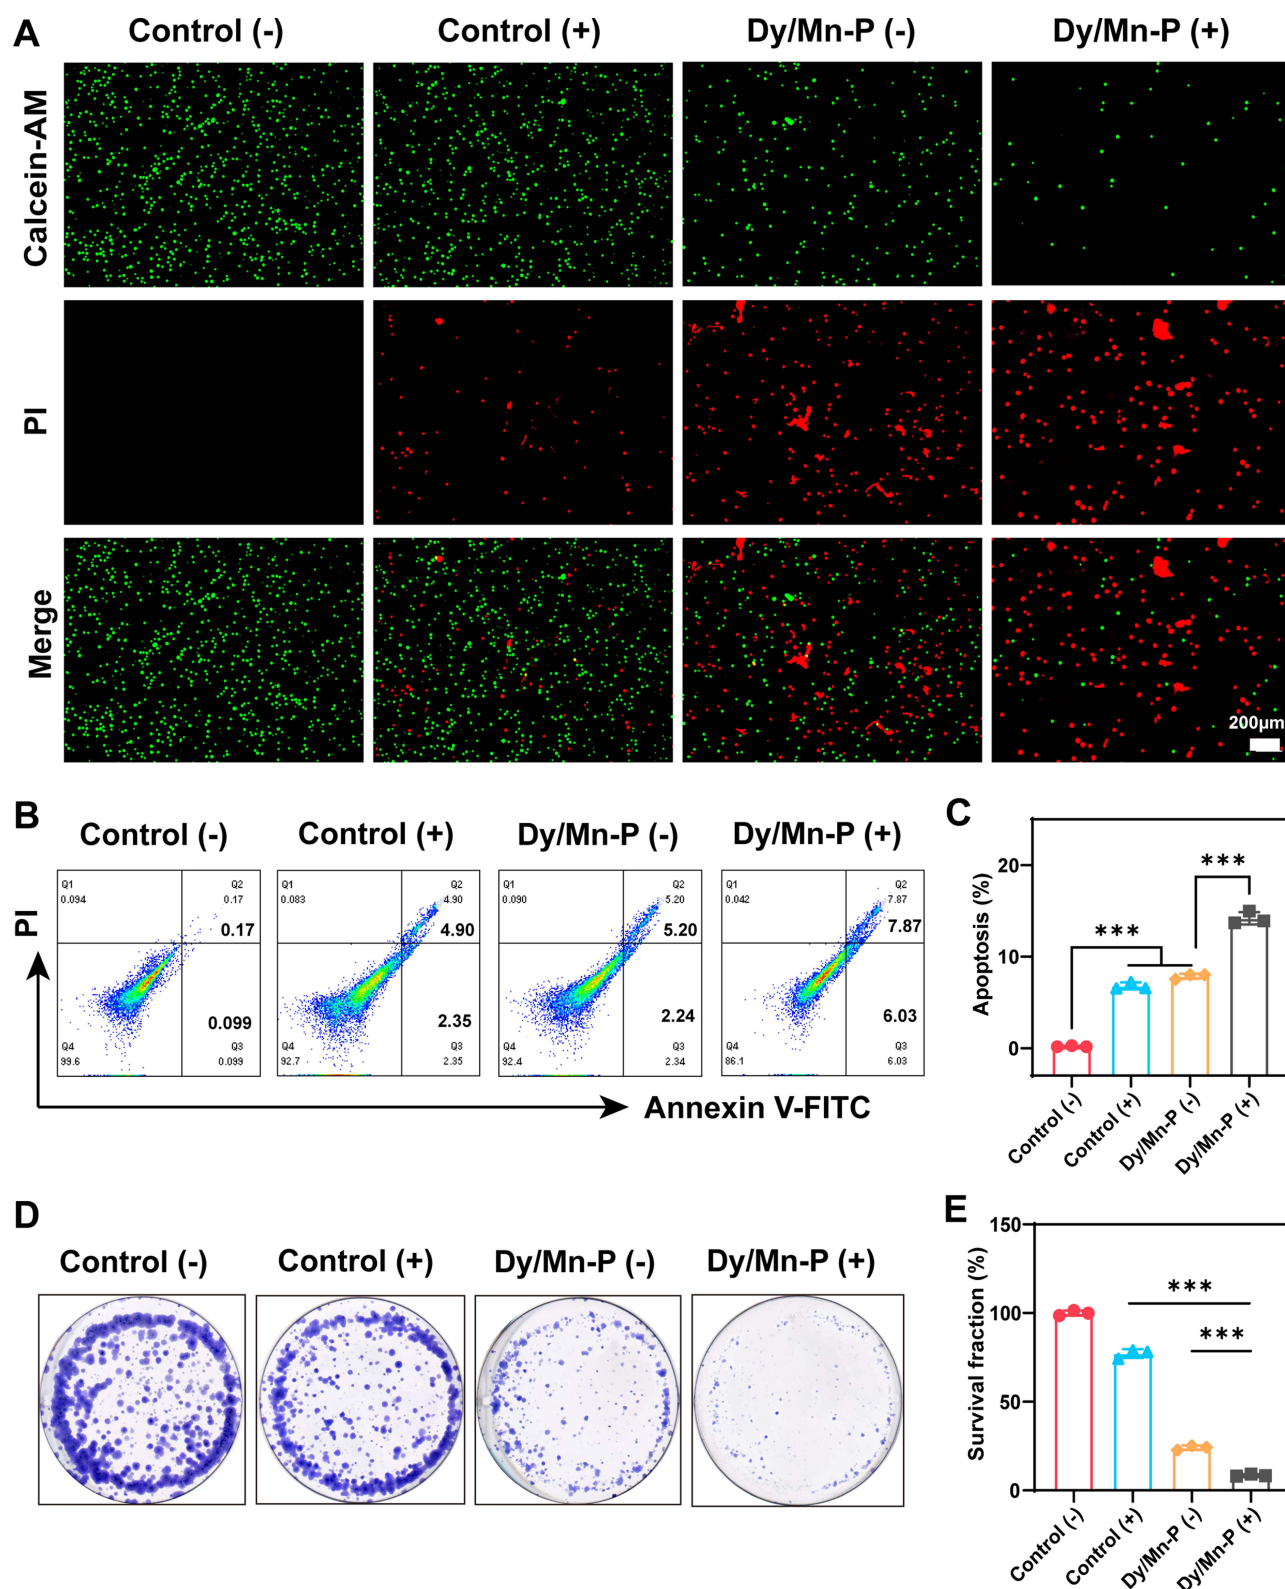 A
Control (-) Control (+) Dy/Mn-P (-) Dy/Mn-P (+)
Calcein-AM
PI
Merge
200μm
B
Control (-) Control (+) Dy/Mn-P (-) Dy/Mn-P (+)
PI
Q1 0.094 Q2 0.17
0.17
0.099
Q4 99.6 Q3 0.099
Q1 0.083 Q2 4.90
4.90
2.35
Q4 92.7 Q3 2.35
Q1 0.090 Q2 5.20
5.20
2.24
Q4 92.4 Q3 2.34
Q1 0.042 Q2 7.87
7.87
6.03
Q4 86.1 Q3 6.03
Annexin V-FITC
C
Apoptosis (%)
20
10
0
***
***
Control (-)
Control (+)
Dy/Mn-P (-)
Dy/Mn-P (+)
D
Control (-) Control (+) Dy/Mn-P (-) Dy/Mn-P (+)
E
Survival fraction (%)
150
100
50
0
***
***
Control (-)
Control (+)
Dy/Mn-P (-)
Dy/Mn-P (+)